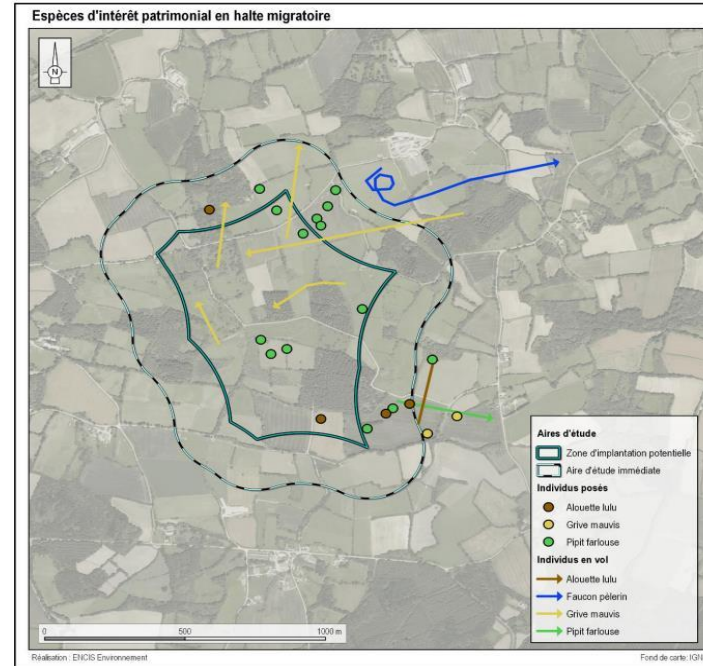 Espèces d'intérêt patrimonial en halte migratoire
N
Aires d'étude
Zone d'implantation potentielle
Aire d'étude immédiate
Individus posés
Alouette lulu
Grive mauvis
Pipit farlouse
Individus en vol
Alouette lulu
Faucon pèlerin
Grive mauvis
Pipit farlouse
0 500 1000 m
Réalisation : ENCIS Environnement
Fond de carte: IGN